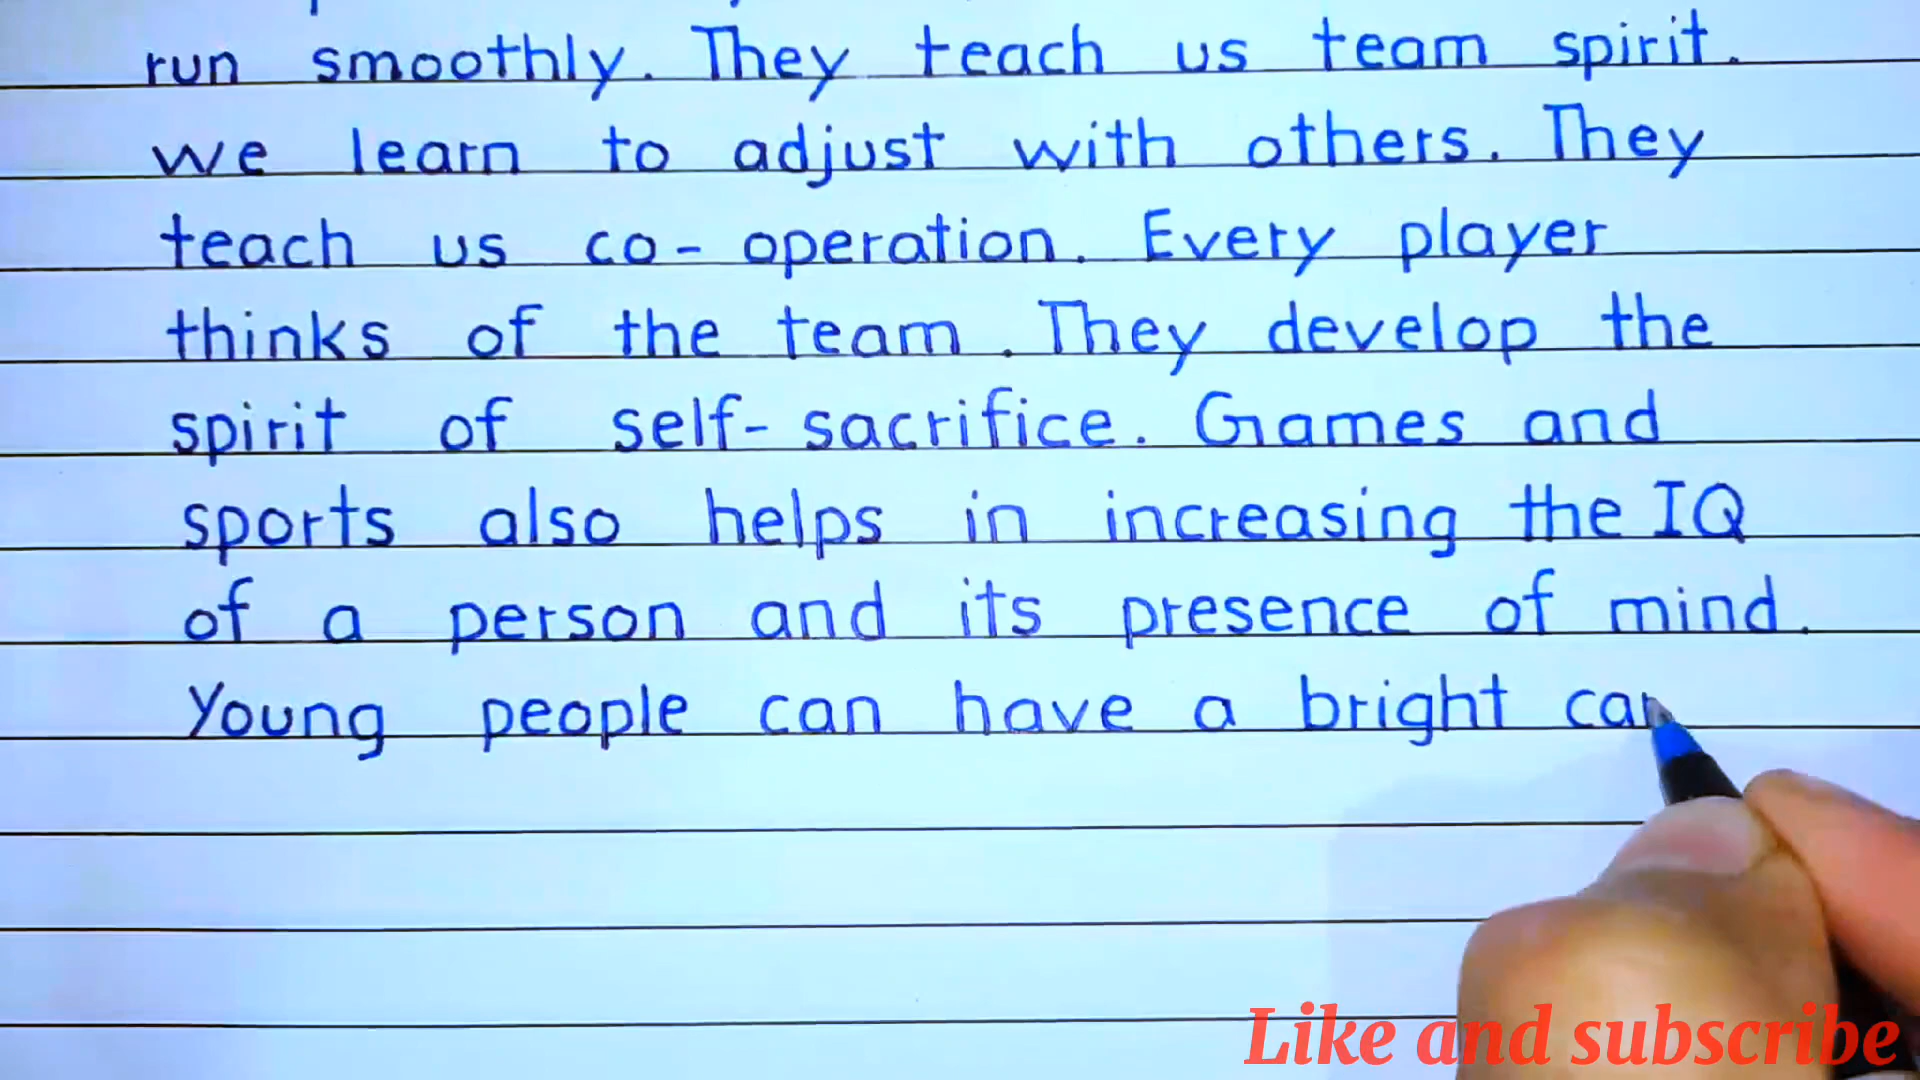 run smoothly. They teach us team spirit.
we learn to adjust with others. They
teach us co-operation. Every player
thinks of the team. They develop the
spirit of self-sacrifice. Games and
sports also helps in increasing the IQ
of a person and its presence of mind.
Young people can have a bright car
Like and subscribe